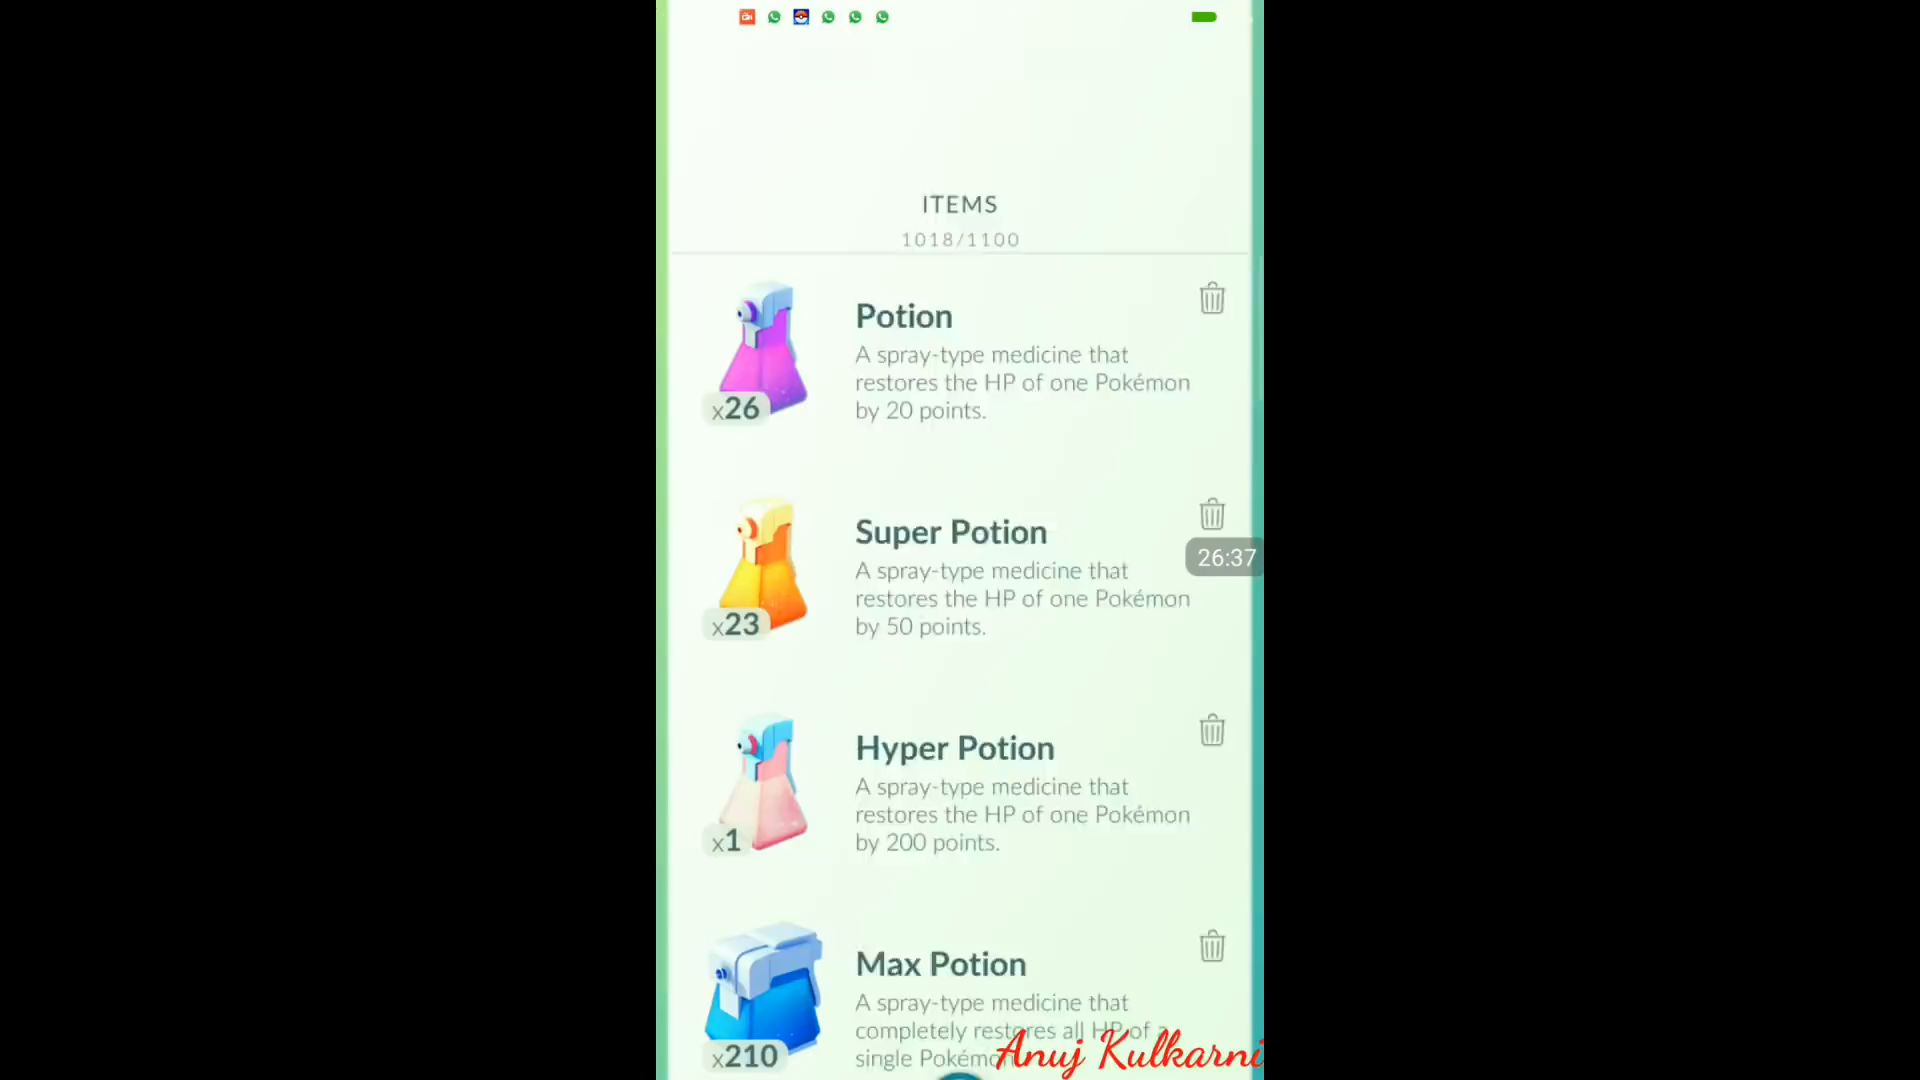 ITEMS
1018/1100
Potion
A spray-type medicine that
restores the HP of one Pokémon
by 20 points.
x26
Super Potion
A spray-type medicine that
restores the HP of one Pokémon
by 50 points.
x23
26:37
Hyper Potion
A spray-type medicine that
restores the HP of one Pokémon
by 200 points.
x1
Max Potion
A spray-type medicine that
completely restores all HP of a
single Pokémon
x210
Anuj Kulkarni